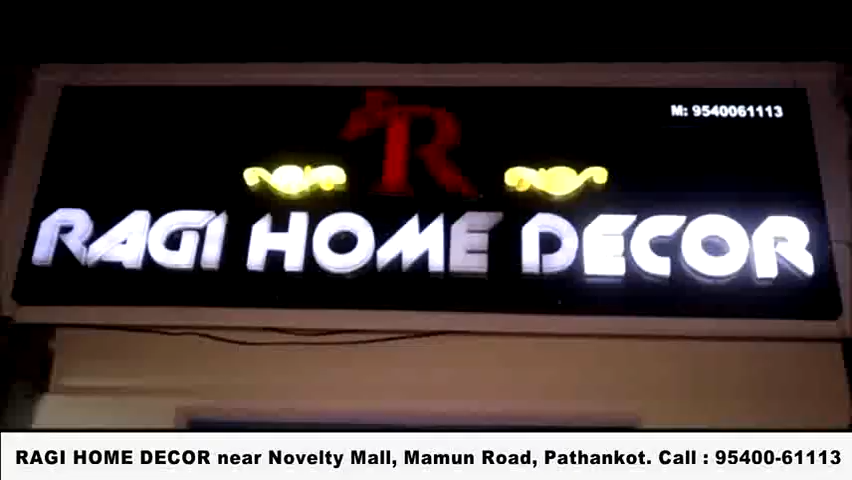 R
M: 9540061113
RAGI HOME DECOR
RAGI HOME DECOR near Novelty Mall, Mamun Road, Pathankot. Call : 95400-61113